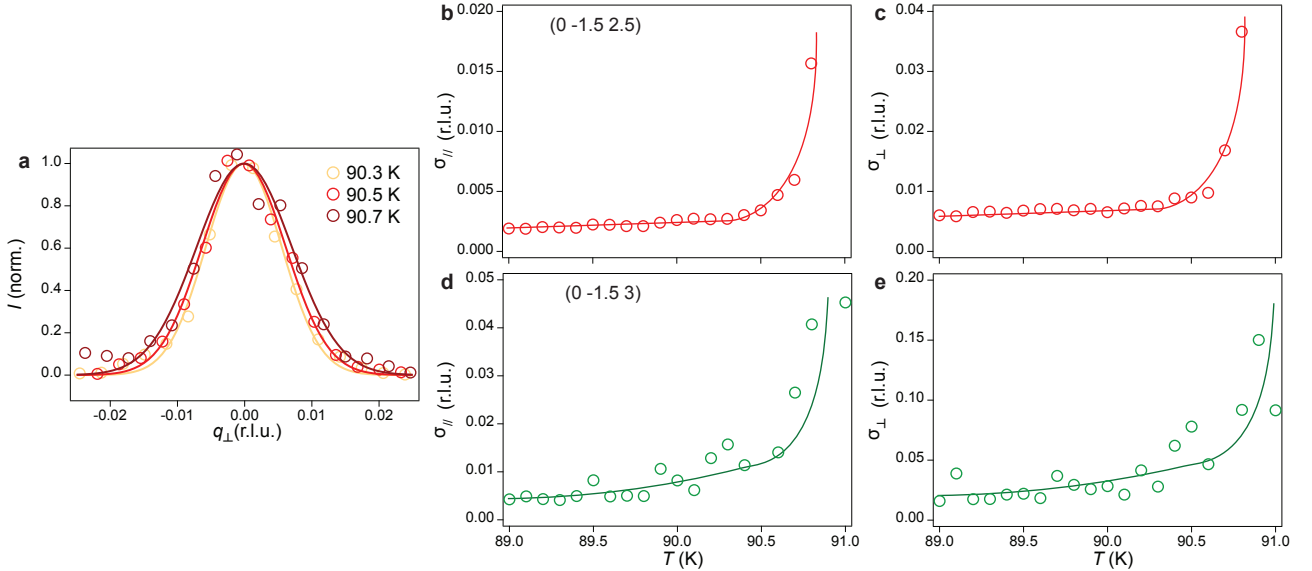 a
I (norm.)
1.0
0.8
0.6
0.4
0.2
0.0
-0.02
-0.01
0.00
0.01
0.02
q⊥(r.l.u.)
90.3 K
90.5 K
90.7 K
b
(0 -1.5 2.5)
σ// (r.l.u.)
0.020
0.015
0.010
0.005
0.000
c
σ⊥ (r.l.u.)
0.04
0.03
0.02
0.01
0.00
d
(0 -1.5 3)
σ// (r.l.u.)
0.05
0.04
0.03
0.02
0.01
0.00
89.0
89.5
90.0
90.5
91.0
T (K)
e
σ⊥ (r.l.u.)
0.20
0.15
0.10
0.05
0.00
89.0
89.5
90.0
90.5
91.0
T (K)